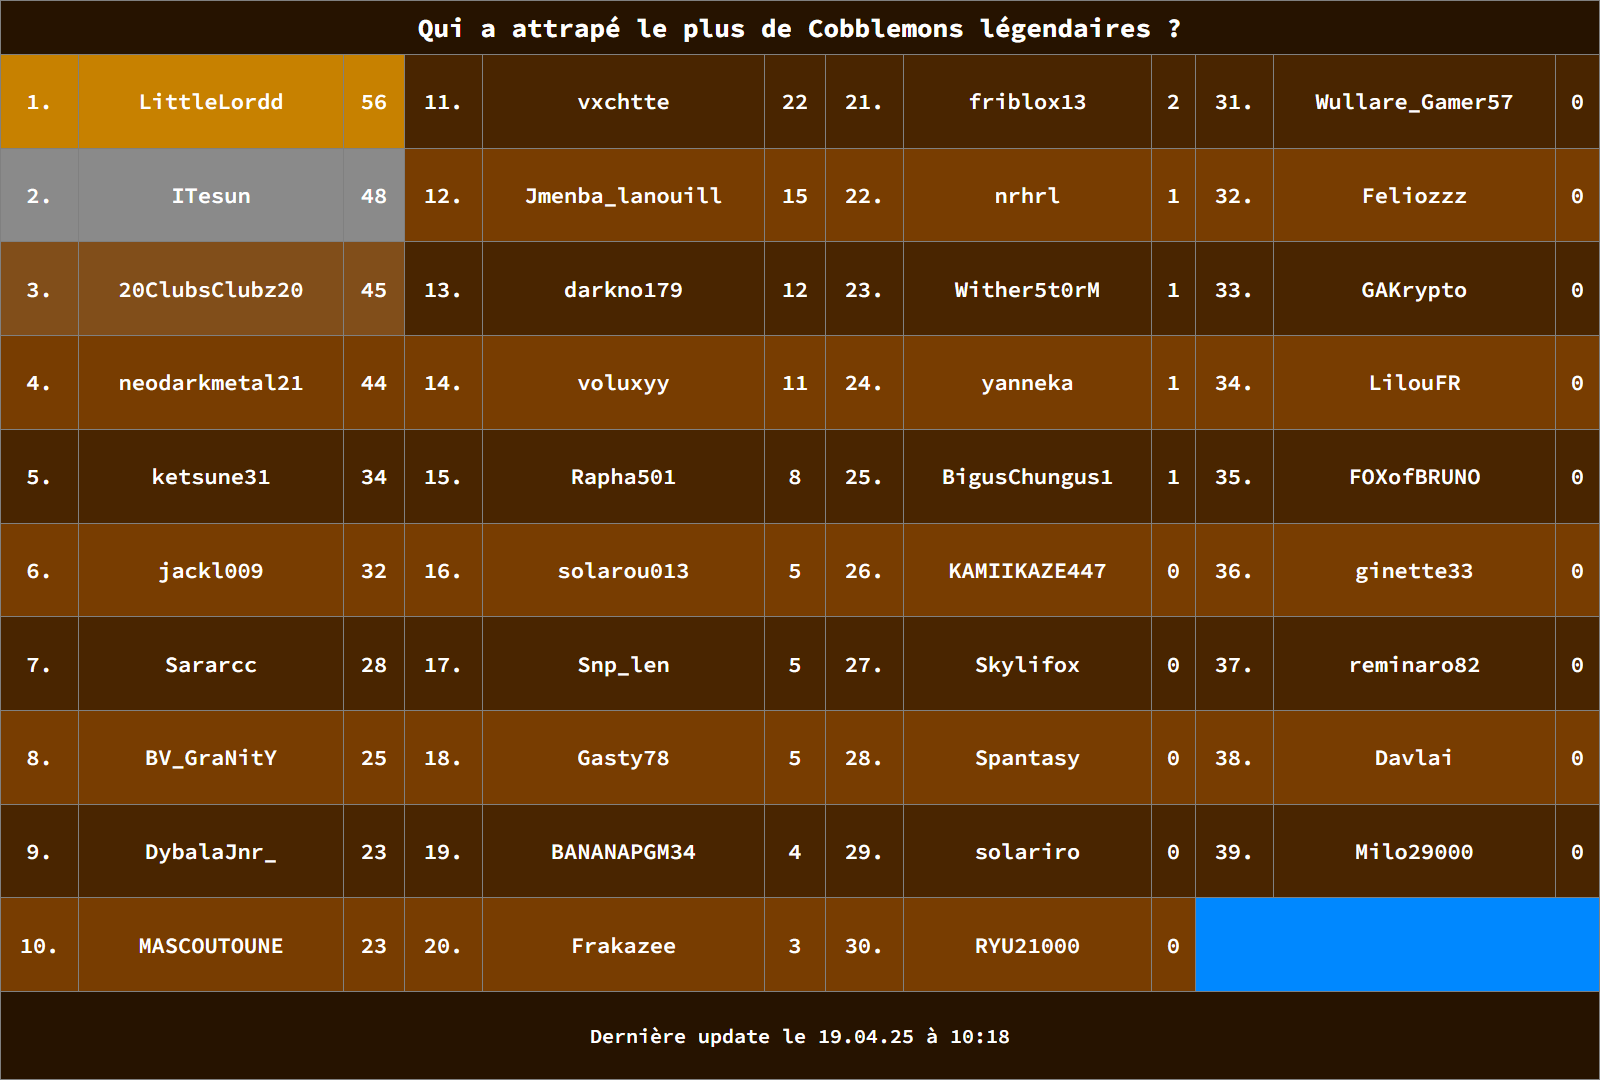 Qui a attrapé le plus de Cobblemons légendaires ?
1. LittleLordd 56 11. vxchtte 22 21. friblox13 2 31. Wullare_Gamer57 0
2. ITesun 48 12. Jmenba_lanouill 15 22. nrhrl 1 32. Feliozzz 0
3. 20ClubsClubz20 45 13. darkno179 12 23. Wither5t0rM 1 33. GAKrypto 0
4. neodarkmetal21 44 14. voluxyy 11 24. yanneka 1 34. LilouFR 0
5. ketsune31 34 15. Rapha501 8 25. BigusChungus1 1 35. FOXofBRUNO 0
6. jackl009 32 16. solarou013 5 26. KAMIIKAZE447 0 36. ginette33 0
7. Sararcc 28 17. Snp_len 5 27. Skylifox 0 37. reminaro82 0
8. BV_GraNitY 25 18. Gasty78 5 28. Spantasy 0 38. Davlai 0
9. DybalaJnr_ 23 19. BANANAPGM34 4 29. solariro 0 39. Milo29000 0
10. MASCOUTOUNE 23 20. Frakazee 3 30. RYU21000 0
Dernière update le 19.04.25 à 10:18